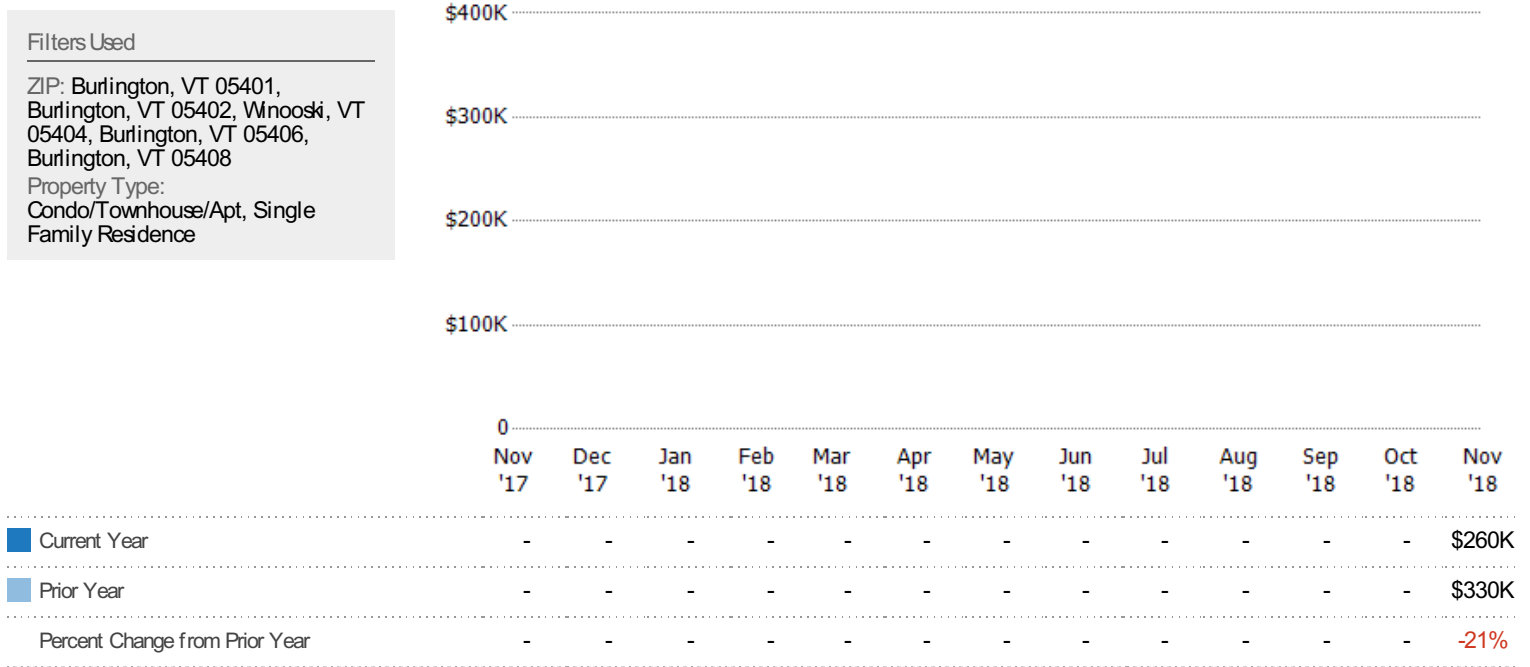 Filters Used
ZIP: Burlington, VT 05401,
Burlington, VT 05402, Winooski, VT
05404, Burlington, VT 05406,
Burlington, VT 05408
Property Type:
Condo/Townhouse/Apt, Single
Family Residence
$400K
$300K
$200K
$100K
0
Nov Dec Jan Feb Mar Apr May Jun Jul Aug Sep Oct Nov
'17 '17 '18 '18 '18 '18 '18 '18 '18 '18 '18 '18 '18
Current Year - - - - - - - - - - - - $260K
Prior Year - - - - - - - - - - - - $330K
Percent Change from Prior Year - - - - - - - - - - - - -21%